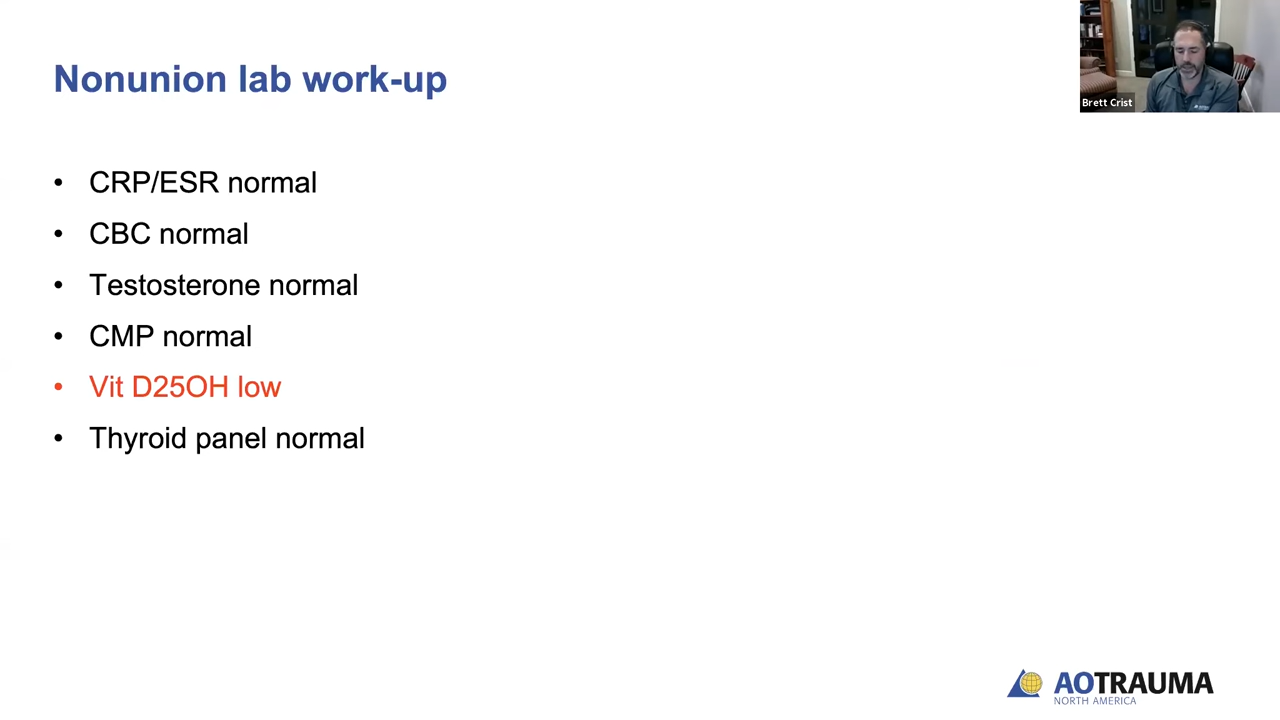 Nonunion lab work-up
Brett Crist
• CRP/ESR normal
• CBC normal
• Testosterone normal
• CMP normal
• Vit D25OH low
• Thyroid panel normal
AOTRAUMA
NORTH AMERICA